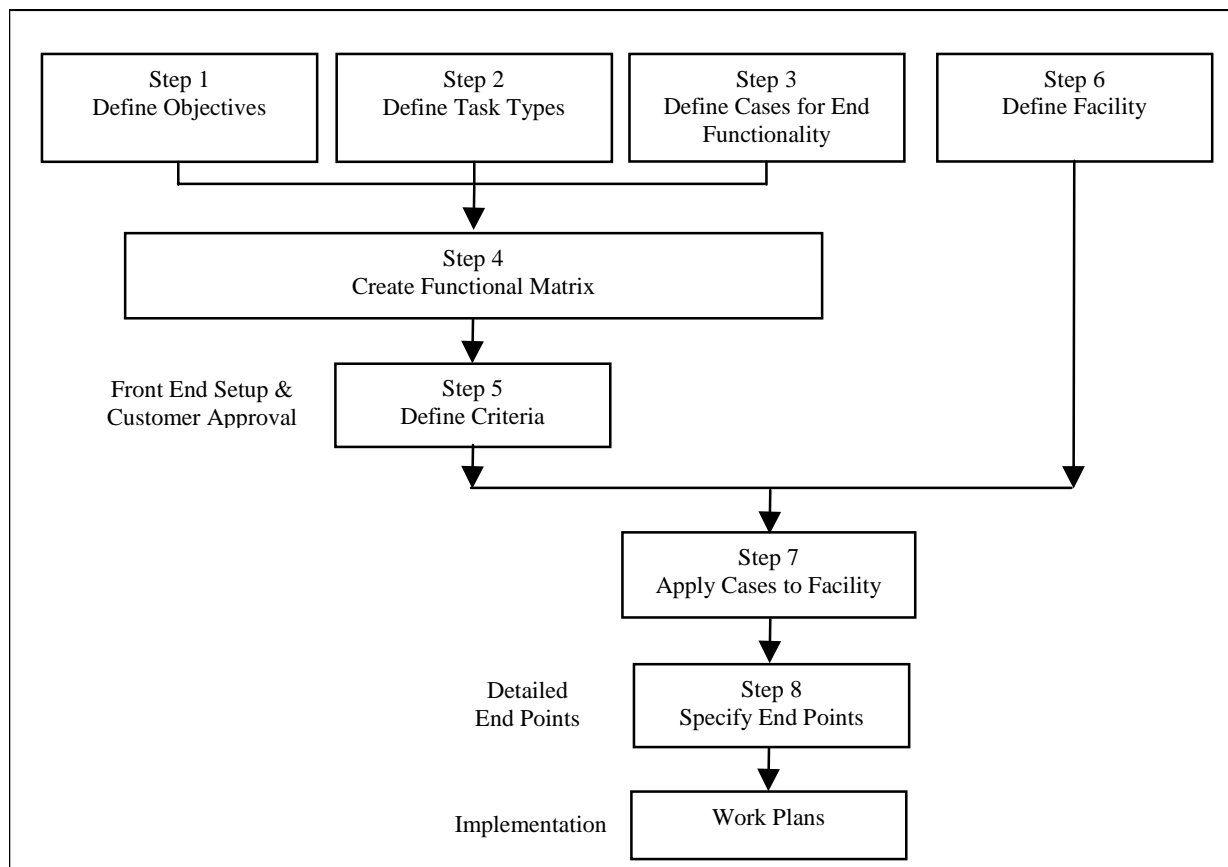 Step 1
Define Objectives
Step 2
Define Task Types
Step 3
Define Cases for End
Functionality
Step 6
Define Facility
Step 4
Create Functional Matrix
Front End Setup &
Customer Approval
Step 5
Define Criteria
Step 7
Apply Cases to Facility
Detailed
End Points
Step 8
Specify End Points
Implementation
Work Plans